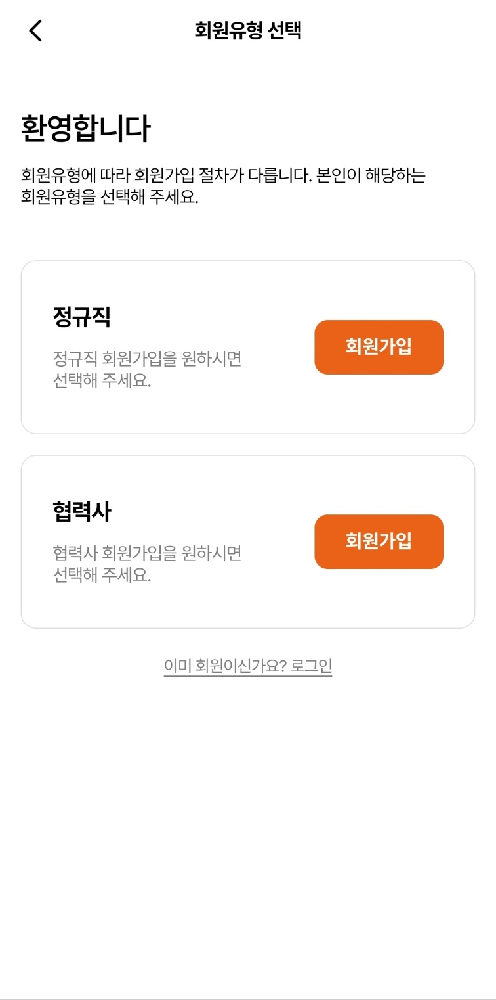 회원유형 선택
환영합니다
회원유형에 따라 회원가입 절차가 다릅니다. 본인이 해당하는
회원유형을 선택해 주세요.
정규직
정규직 회원가입을 원하시면
선택해 주세요.
회원가입
협력사
협력사 회원가입을 원하시면
선택해 주세요.
회원가입
이미 회원이신가요? 로그인